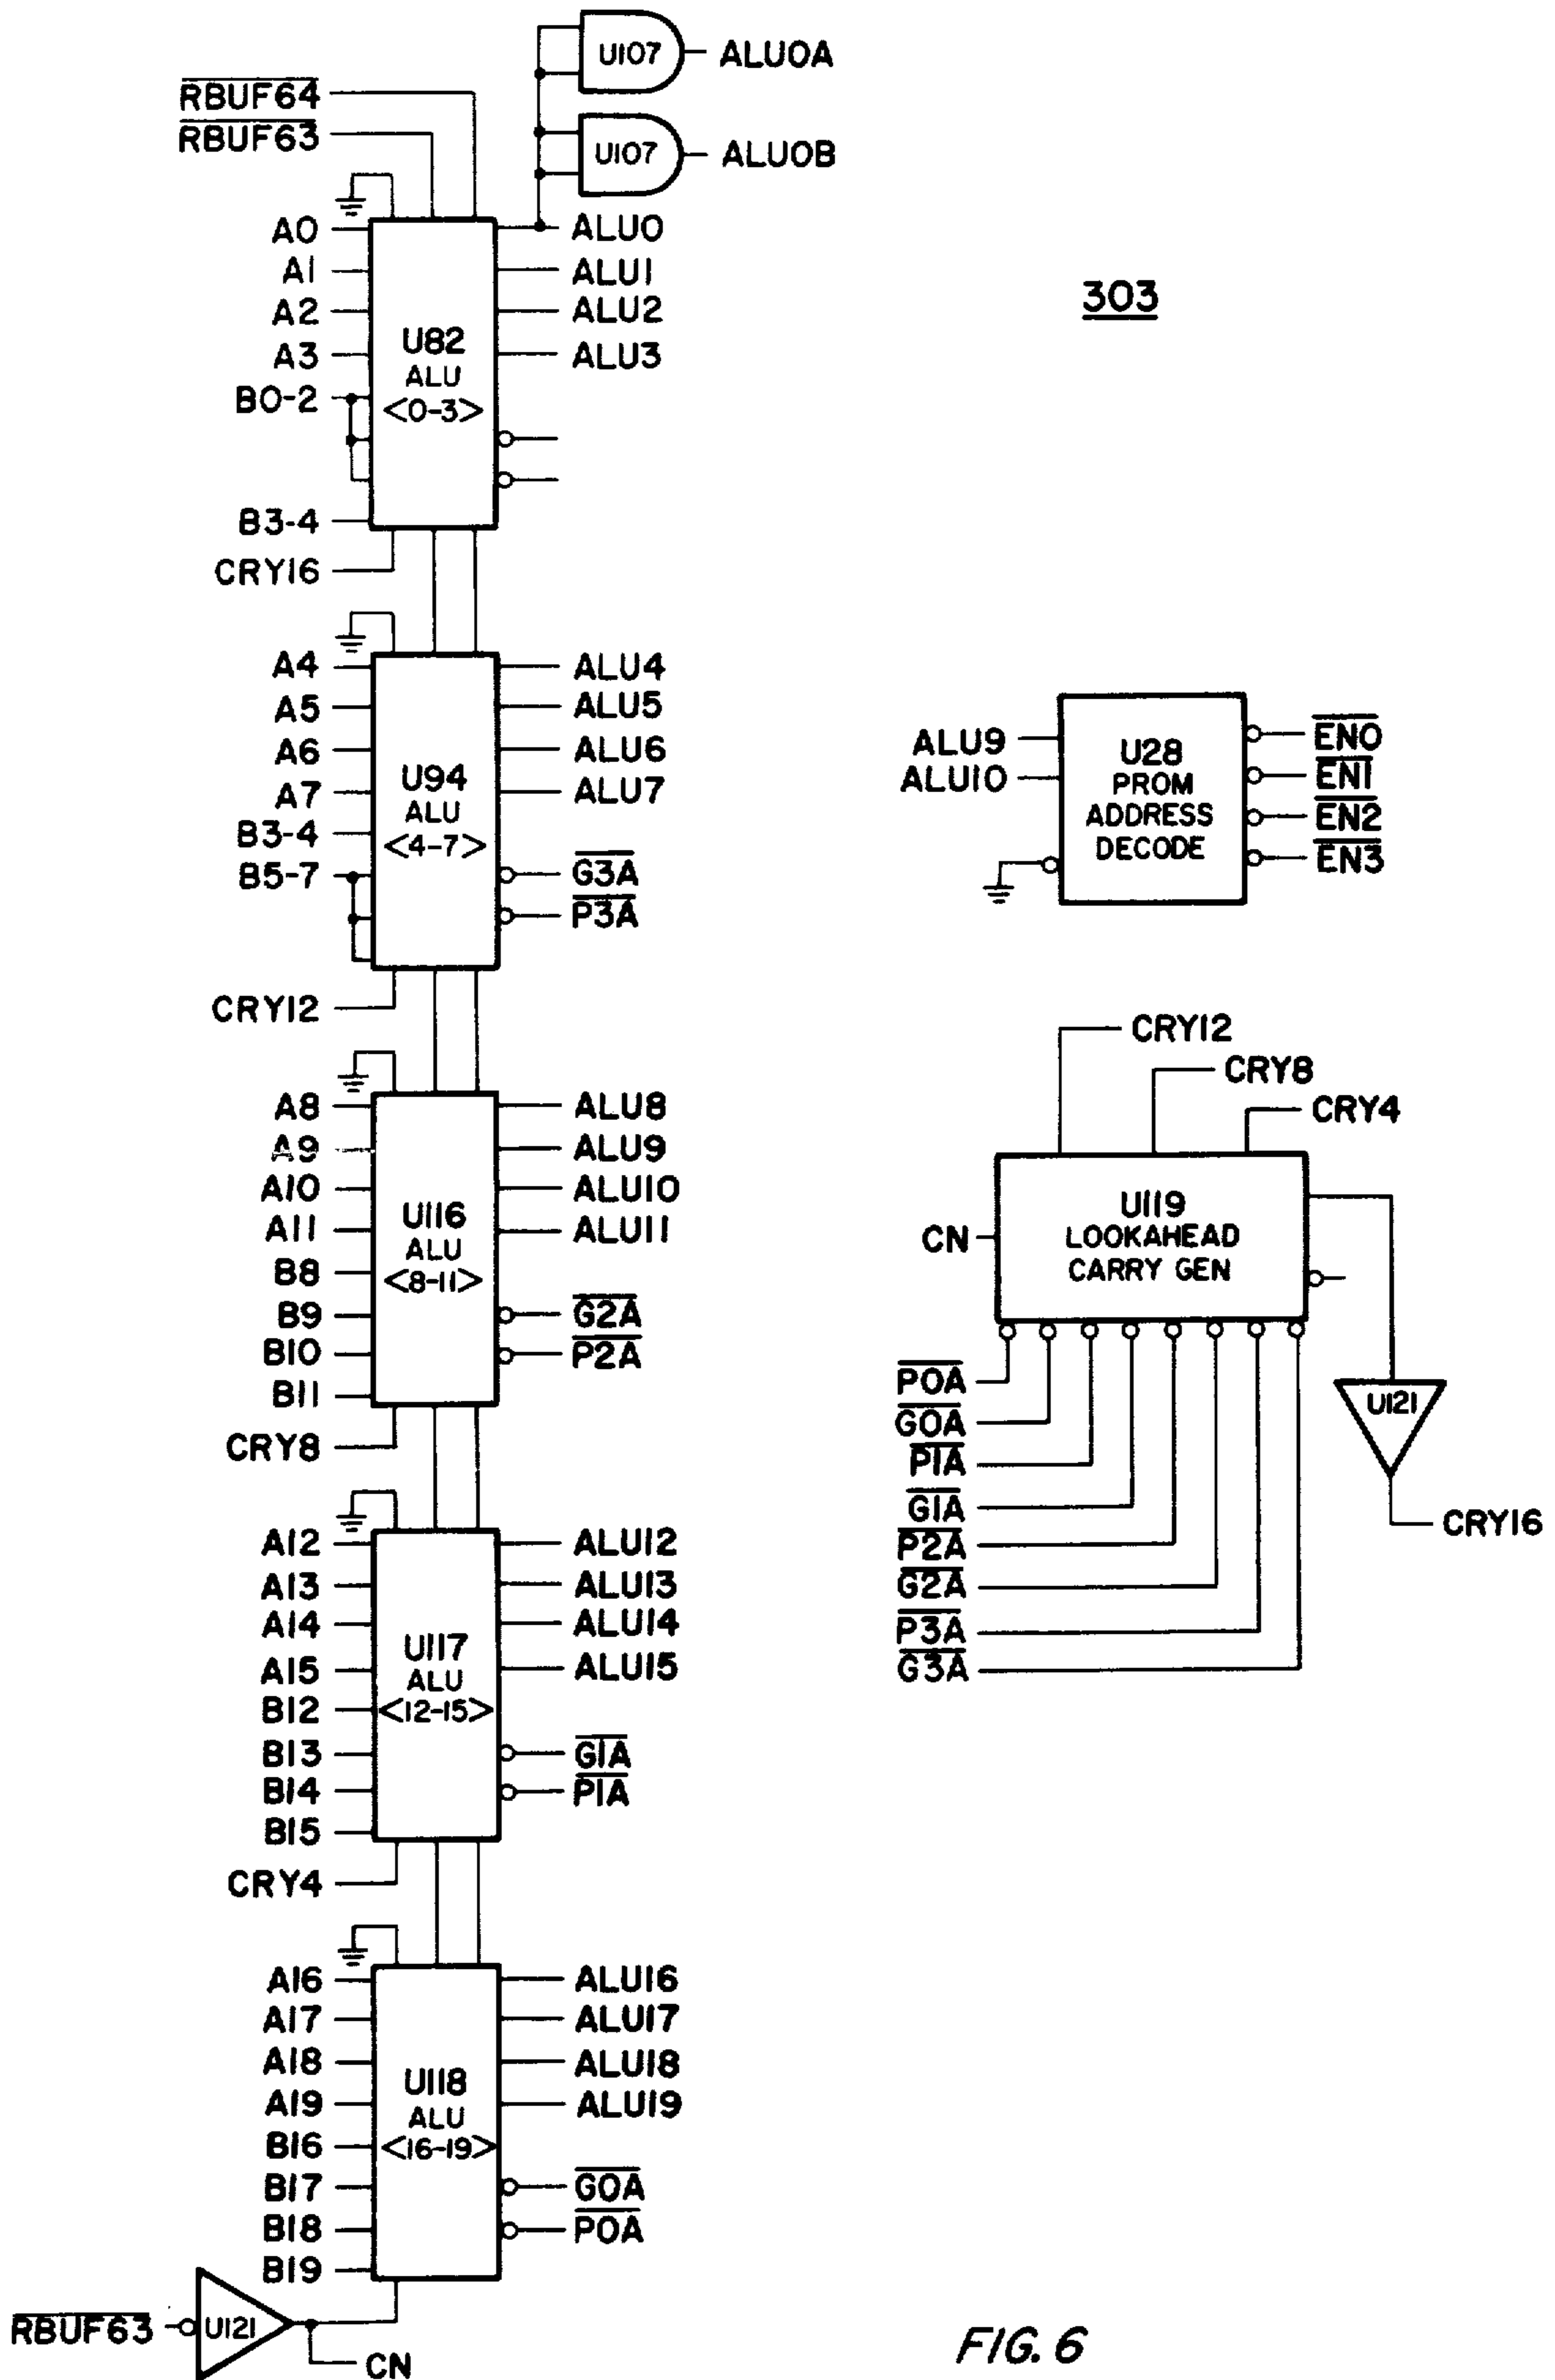 U107 ALU0A
RBUF64
RBUF63
U107 ALU0B
A0 ALU0
A1 ALU1
A2 ALU2
A3 ALU3
U82
ALU
<0-3>
B0-2
B3-4
CRY16
303
A4 ALU4
A5 ALU5
A6 ALU6
A7 ALU7
U94
ALU
<4-7>
B3-4
B5-7
G3A
P3A
CRY12
ALU9
ALU10
U28
PROM
ADDRESS
DECODE
EN0
EN1
EN2
EN3
A8 ALU8
A9 ALU9
A10 ALU10
A11 ALU11
U116
ALU
<8-11>
B8
B9 G2A
B10 P2A
B11
CRY8
CRY12
CRY8
CRY4
CN
U119
LOOKAHEAD
CARRY GEN
P0A
G0A
P1A
G1A
P2A
G2A
P3A
G3A
U121
CRY16
A12 ALU12
A13 ALU13
A14 ALU14
A15 ALU15
U117
ALU
<12-15>
B12
B13 G1A
B14 P1A
B15
CRY4
A16 ALU16
A17 ALU17
A18 ALU18
A19 ALU19
U118
ALU
<16-19>
B16
B17 G0A
B18 P0A
B19
RBUF63 U121
CN
FIG. 6